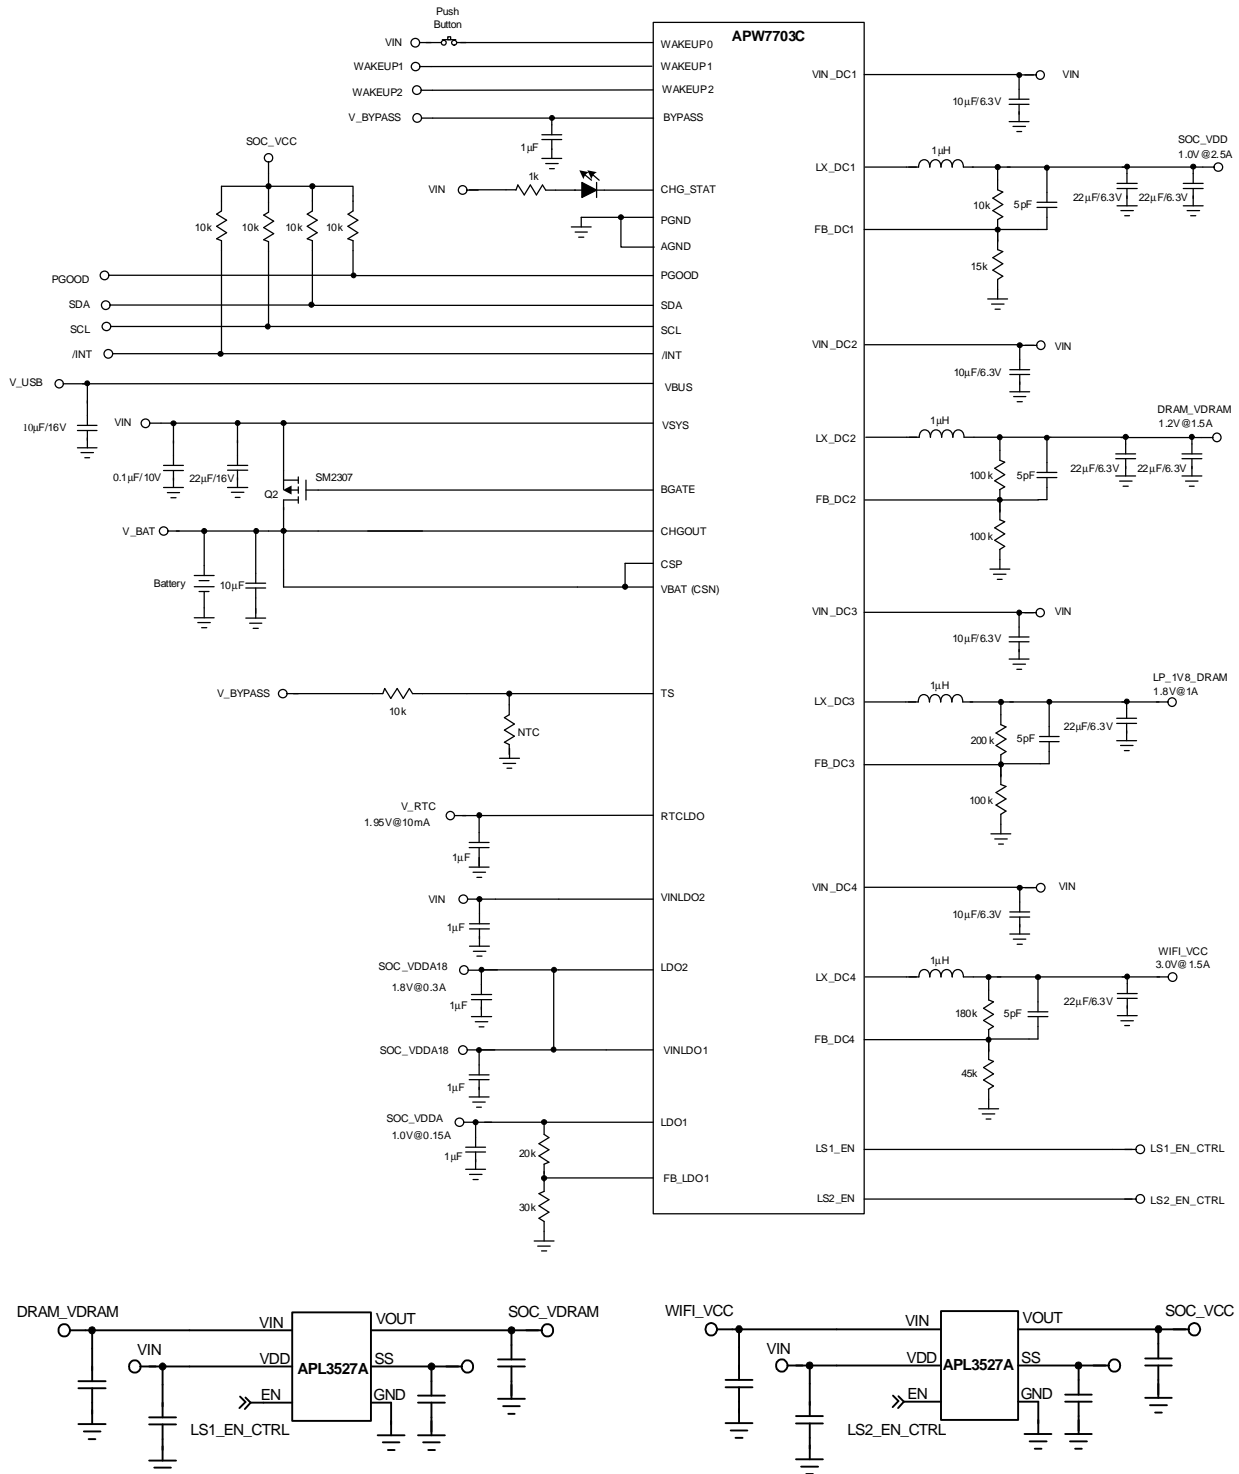 Push
Button
VIN
WAKEUP0
WAKEUP1
WAKEUP1
WAKEUP2
WAKEUP2
V_BYPASS
BYPASS
1µF
SOC_VCC
VIN
1k
CHG_STAT
10k
10k
10k
10k
PGND
AGND
PGOOD
PGOOD
SDA
SDA
SCL
SCL
/INT
/INT
V_USB
VBUS
10µF/16V
VIN
VSYS
0.1µF/10V
22µF/16V
Q2
SM2307
BGATE
V_BAT
CHGOUT
CSP
Battery
10µF
VBAT (CSN)
V_BYPASS
10k
TS
NTC
V_RTC
1.95V@10mA
RTCLDO
1µF
VIN
VINLDO2
1µF
SOC_VDDA18
1.8V@0.3A
LDO2
1µF
SOC_VDDA18
VINLDO1
1µF
SOC_VDDA
1.0V@0.15A
LDO1
1µF
20k
FB_LDO1
30k
APW7703C
VIN_DC1
VIN
10µF/6.3V
LX_DC1
1µH
SOC_VDD
1.0V@2.5A
10k
5pF
22µF/6.3V
22µF/6.3V
FB_DC1
15k
VIN_DC2
VIN
10µF/6.3V
LX_DC2
1µH
DRAM_VDRAM
1.2V@1.5A
100k
5pF
22µF/6.3V
22µF/6.3V
FB_DC2
100k
VIN_DC3
VIN
10µF/6.3V
LX_DC3
1µH
LP_1V8_DRAM
1.8V@1A
200k
5pF
22µF/6.3V
FB_DC3
100k
VIN_DC4
VIN
10µF/6.3V
LX_DC4
1µH
WIFI_VCC
3.0V@1.5A
180k
5pF
22µF/6.3V
FB_DC4
45k
LS1_EN
LS1_EN_CTRL
LS2_EN
LS2_EN_CTRL
DRAM_VDRAM
VIN
VOUT
SOC_VDRAM
VIN
VDD
APL3527A
SS
EN
GND
LS1_EN_CTRL
WIFI_VCC
VIN
VOUT
SOC_VCC
VIN
VDD
APL3527A
SS
EN
GND
LS2_EN_CTRL